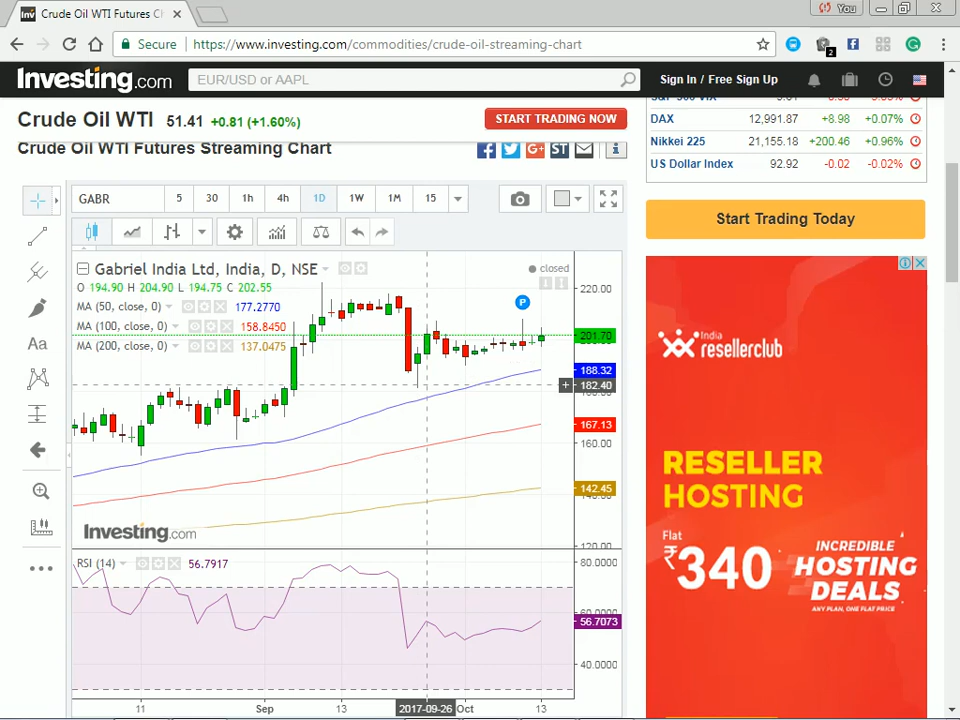 Crude Oil WTI Futures Ch
You
Secure
https://www.investing.com/commodities/crude-oil-streaming-chart
2
Investing.com
EUR/USD or AAPL
Sign In / Free Sign Up
Crude Oil WTI 51.41 +0.81 (+1.60%)
START TRADING NOW
Crude Oil WTI Futures Streaming Chart
ST
DAX 12,991.87 +8.98 +0.07%
Nikkei 225 21,155.18 +200.46 +0.96%
US Dollar Index 92.92 -0.02 -0.02%
Start Trading Today
GABR 5 30 1h 4h 1D 1W 1M 15
Gabriel India Ltd, India, D, NSE
closed
O 194.90 H 204.90 L 194.75 C 202.55
MA (50, close, 0) 177.2770
MA (100, close, 0) 158.8450
MA (200, close, 0) 137.0475
P
Aa
220.00
201.70
188.32
182.40
167.13
160.00
142.45
120.00
Investing.com
RSI (14) 56.7917
80.0000
60.0000
56.7073
40.0000
11 Sep 13 2017-09-26 Oct 13
India
resellerclub
RESELLER
HOSTING
Flat
₹340
INCREDIBLE
HOSTING
DEALS
ANY PLAN, ONE FLAT PRICE